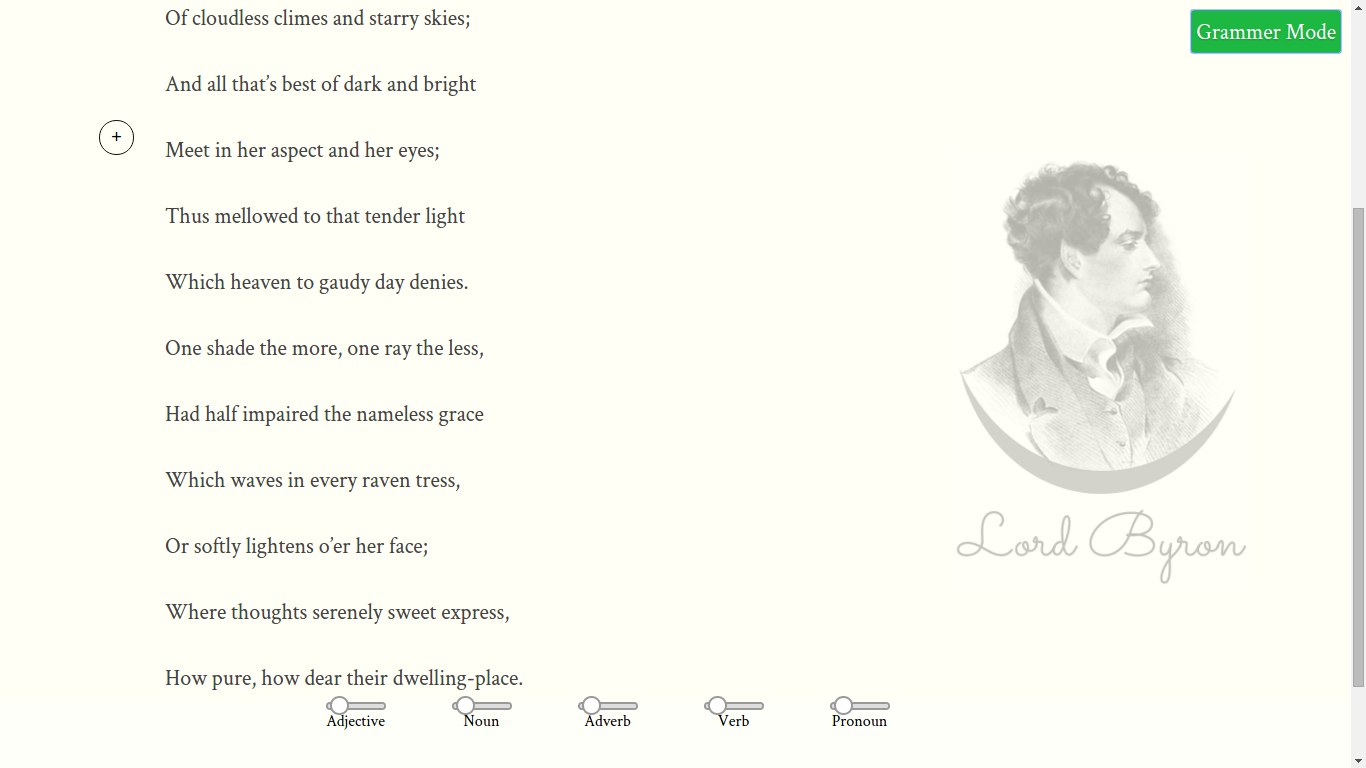 Of cloudless climes and starry skies;
Grammer Mode
And all that’s best of dark and bright
+
Meet in her aspect and her eyes;
Thus mellowed to that tender light
Which heaven to gaudy day denies.
One shade the more, one ray the less,
Had half impaired the nameless grace
Which waves in every raven tress,
Or softly lightens o’er her face;
Where thoughts serenely sweet express,
How pure, how dear their dwelling-place.
Lord Byron
Adjective Noun Adverb Verb Pronoun